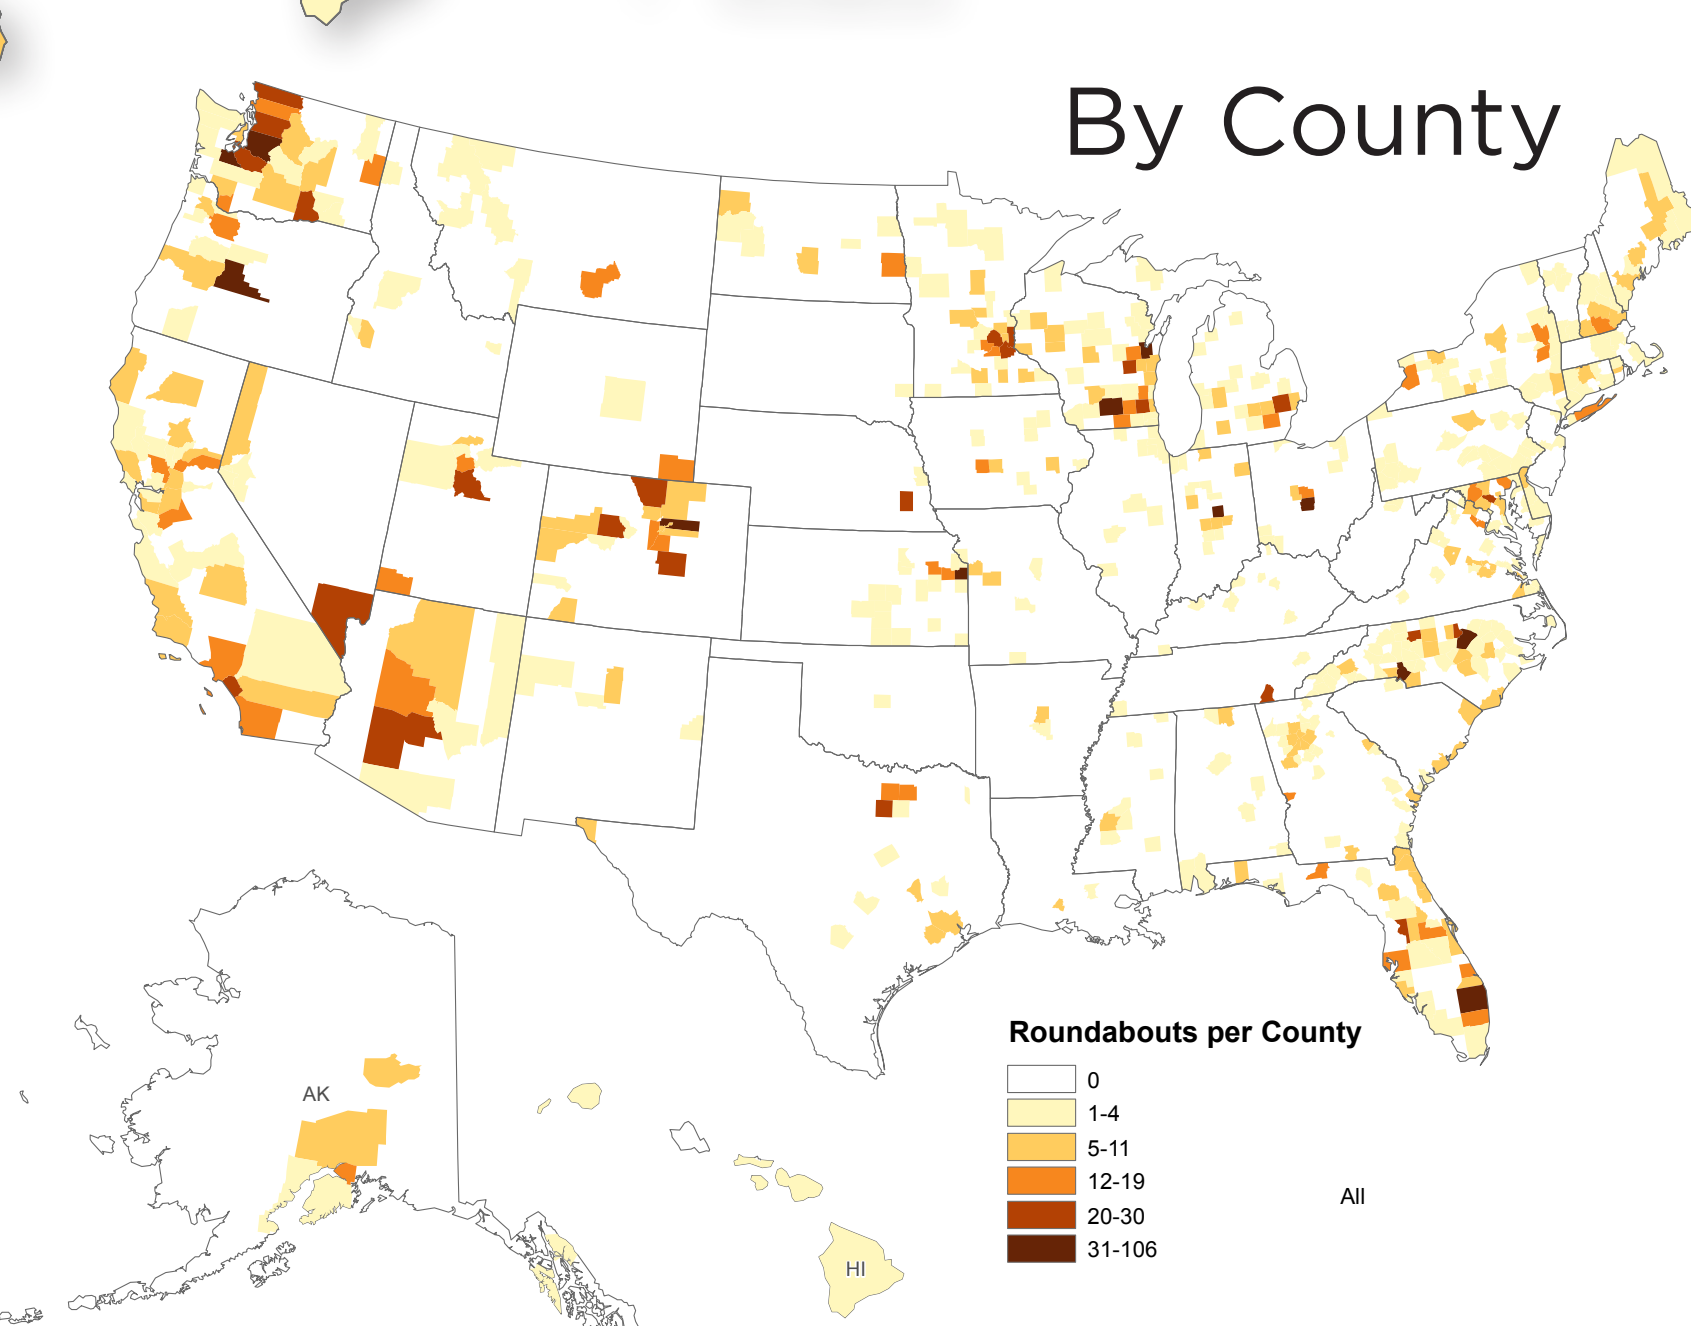 By County
AK
HI
Roundabouts per County
0
1-4
5-11
12-19
20-30
31-106
All